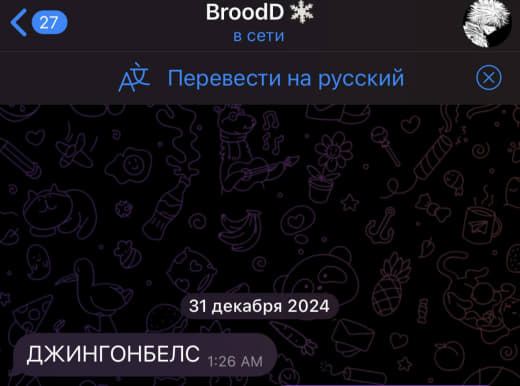 27
BroodD
в сети
Перевести на русский
31 декабря 2024
ДЖИНГОНБЕЛС 1:26 AM